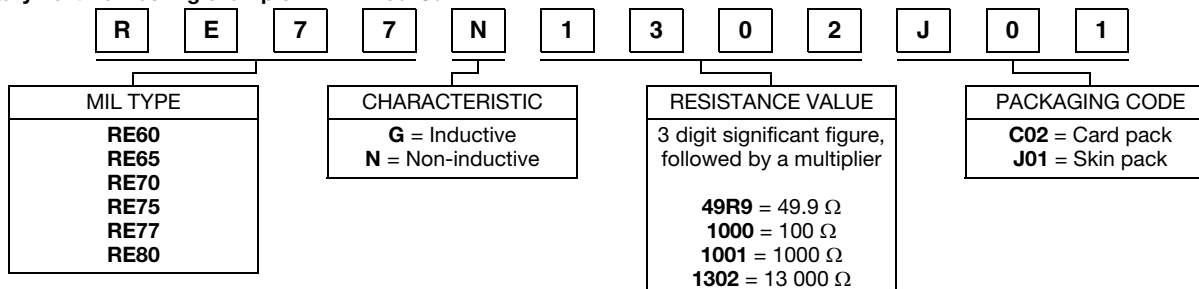 R E 7 7 N 1 3 0 2 J 0 1
MIL TYPE
RE60
RE65
RE70
RE75
RE77
RE80
CHARACTERISTIC
G = Inductive
N = Non-inductive
RESISTANCE VALUE
3 digit significant figure,
followed by a multiplier
49R9 = 49.9 Ω
1000 = 100 Ω
1001 = 1000 Ω
1302 = 13 000 Ω
PACKAGING CODE
C02 = Card pack
J01 = Skin pack